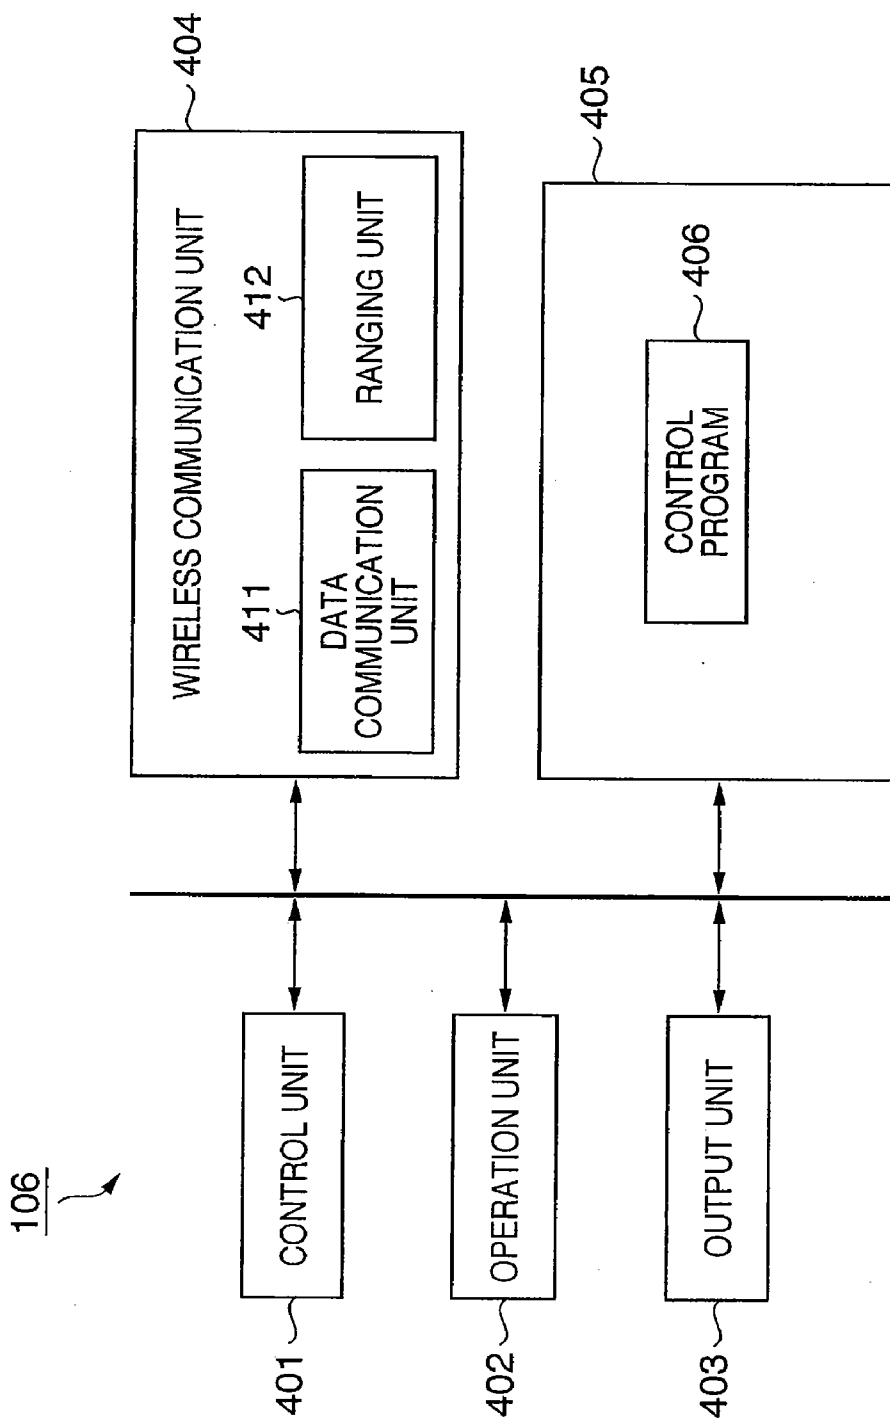 106
401
CONTROL UNIT
402
OPERATION UNIT
403
OUTPUT UNIT
404
WIRELESS COMMUNICATION UNIT
411
DATA
COMMUNICATION
UNIT
412
RANGING UNIT
405
406
CONTROL
PROGRAM